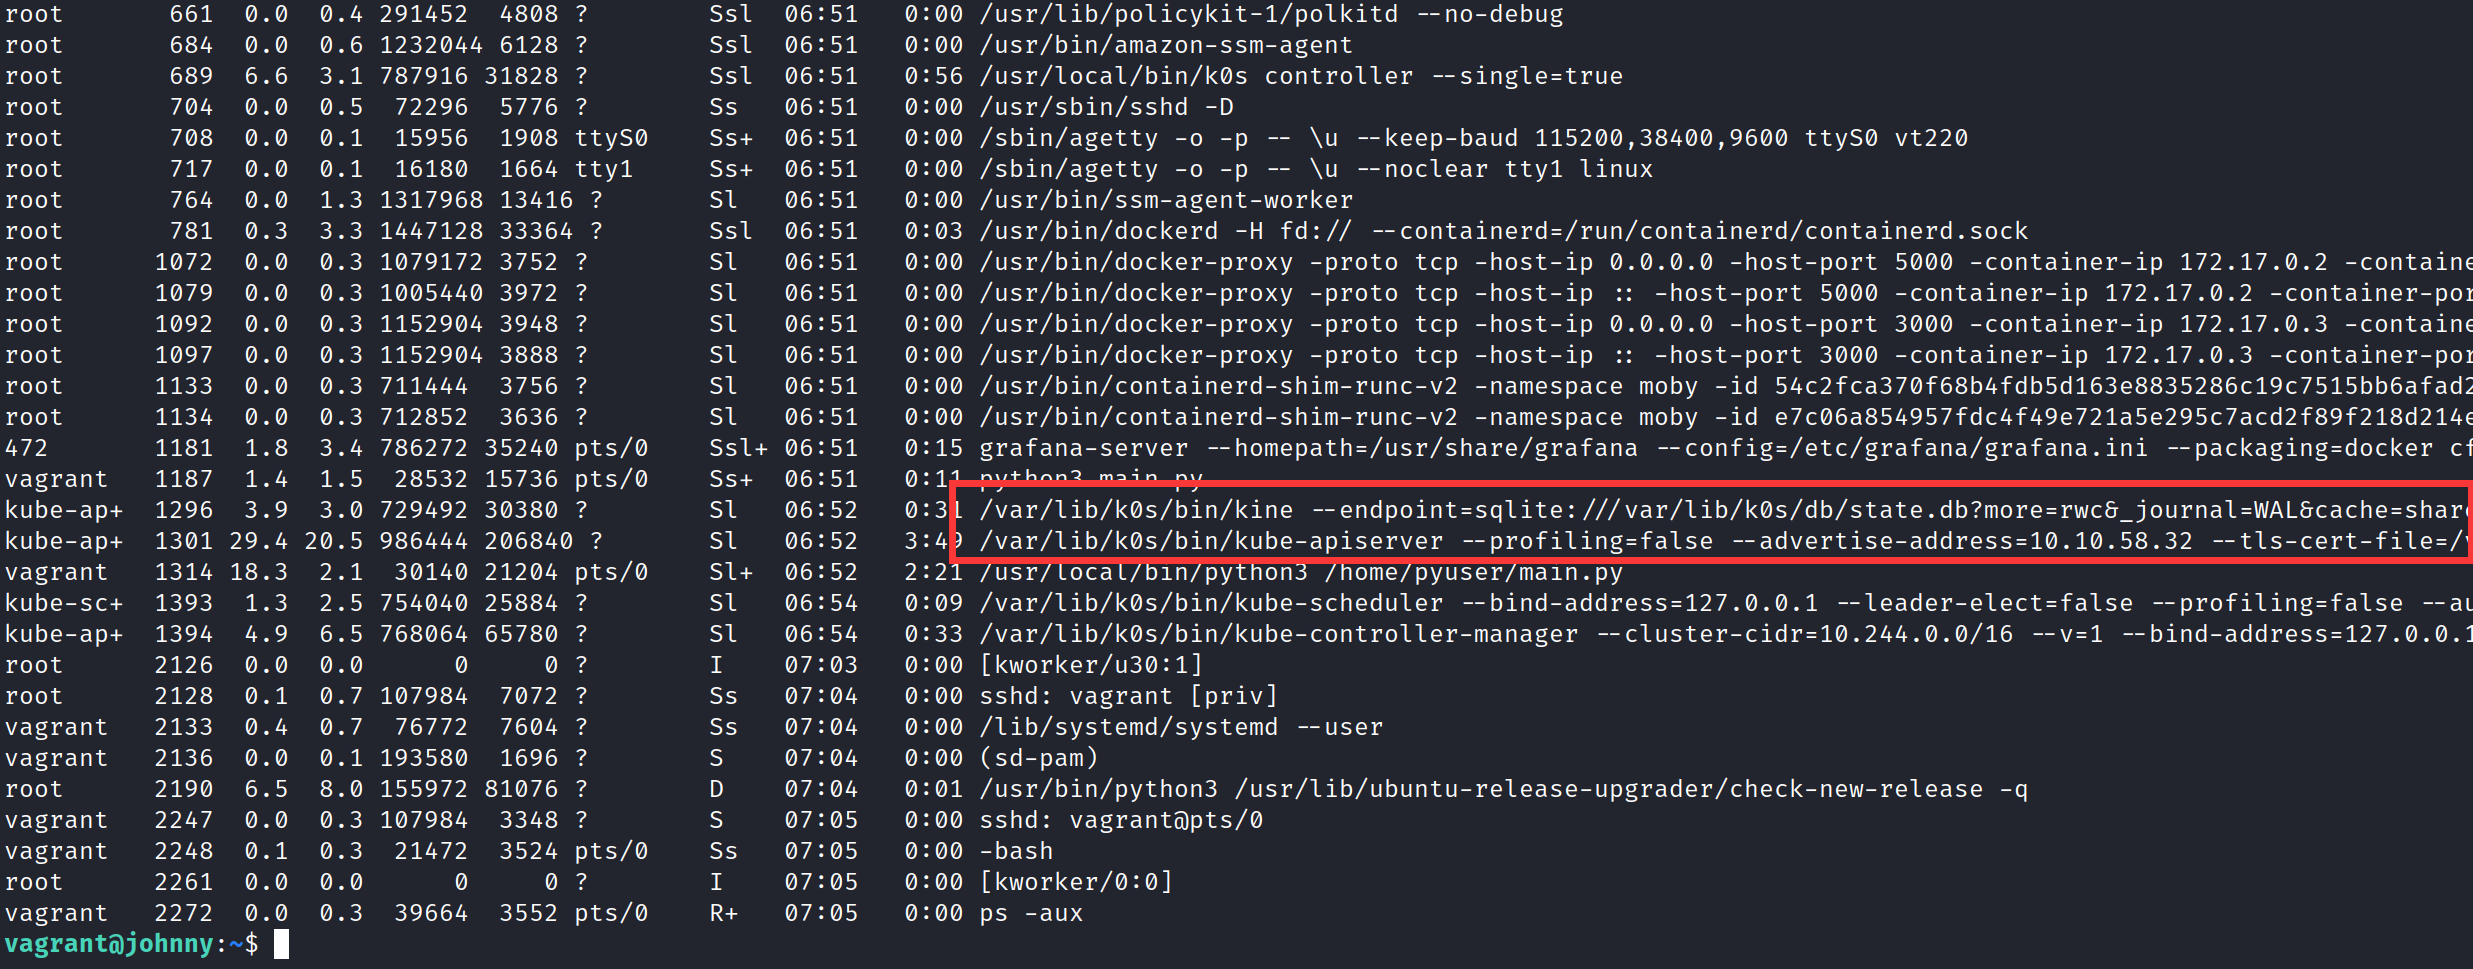 root       661  0.0  0.4 291452  4808 ?        Ssl  06:51   0:00 /usr/lib/policykit-1/polkitd --no-debug
root       684  0.0  0.6 1232044 6128 ?        Ssl  06:51   0:00 /usr/bin/amazon-ssm-agent
root       689  6.6  3.1 787916 31828 ?        Ssl  06:51   0:56 /usr/local/bin/k0s controller --single=true
root       704  0.0  0.5  72296  5776 ?        Ss   06:51   0:00 /usr/sbin/sshd -D
root       708  0.0  0.1  15956  1908 ttyS0    Ss+  06:51   0:00 /sbin/agetty -o -p -- \u --keep-baud 115200,38400,9600 ttyS0 vt220
root       717  0.0  0.1  16180  1664 tty1     Ss+  06:51   0:00 /sbin/agetty -o -p -- \u --noclear tty1 linux
root       764  0.0  1.3 1317968 13416 ?       Sl   06:51   0:00 /usr/bin/ssm-agent-worker
root       781  0.3  3.3 1447128 33364 ?       Ssl  06:51   0:03 /usr/bin/dockerd -H fd:// --containerd=/run/containerd/containerd.sock
root      1072  0.0  0.3 1079172 3752 ?        Sl   06:51   0:00 /usr/bin/docker-proxy -proto tcp -host-ip 0.0.0.0 -host-port 5000 -container-ip 172.17.0.2 -containe
root      1079  0.0  0.3 1005440 3972 ?        Sl   06:51   0:00 /usr/bin/docker-proxy -proto tcp -host-ip :: -host-port 5000 -container-ip 172.17.0.2 -container-por
root      1092  0.0  0.3 1152904 3948 ?        Sl   06:51   0:00 /usr/bin/docker-proxy -proto tcp -host-ip 0.0.0.0 -host-port 3000 -container-ip 172.17.0.3 -containe
root      1097  0.0  0.3 1152904 3888 ?        Sl   06:51   0:00 /usr/bin/docker-proxy -proto tcp -host-ip :: -host-port 3000 -container-ip 172.17.0.3 -container-por
root      1133  0.0  0.3 711444  3756 ?        Sl   06:51   0:00 /usr/bin/containerd-shim-runc-v2 -namespace moby -id 54c2fca370f68b4fdb5d163e8835286c19c7515bb6afad2
root      1134  0.0  0.3 712852  3636 ?        Sl   06:51   0:00 /usr/bin/containerd-shim-runc-v2 -namespace moby -id e7c06a854957fdc4f49e721a5e295c7acd2f89f218d214e
472       1181  1.8  3.4 786272 35240 pts/0    Ssl+ 06:51   0:15 grafana-server --homepath=/usr/share/grafana --config=/etc/grafana/grafana.ini --packaging=docker cf
vagrant   1187  1.4  1.5  28532 15736 pts/0    Ss+  06:51   0:11 python3 main.py
kube-ap+  1296  3.9  3.0 729492 30380 ?        Sl   06:52   0:31 /var/lib/k0s/bin/kine --endpoint=sqlite:///var/lib/k0s/db/state.db?more=rwc&_journal=WAL&cache=share
kube-ap+  1301 29.4 20.5 986444 206840 ?       Sl   06:52   3:49 /var/lib/k0s/bin/kube-apiserver --profiling=false --advertise-address=10.10.58.32 --tls-cert-file=/v
vagrant   1314 18.3  2.1  30140 21204 pts/0    Sl+  06:52   2:21 /usr/local/bin/python3 /home/pyuser/main.py
kube-sc+  1393  1.3  2.5 754040 25884 ?        Sl   06:54   0:09 /var/lib/k0s/bin/kube-scheduler --bind-address=127.0.0.1 --leader-elect=false --profiling=false --au
kube-ap+  1394  4.9  6.5 768064 65780 ?        Sl   06:54   0:33 /var/lib/k0s/bin/kube-controller-manager --cluster-cidr=10.244.0.0/16 --v=1 --bind-address=127.0.0.1
root      2126  0.0  0.0      0     0 ?        I    07:03   0:00 [kworker/u30:1]
root      2128  0.1  0.7 107984  7072 ?        Ss   07:04   0:00 sshd: vagrant [priv]
vagrant   2133  0.4  0.7  76772  7604 ?        Ss   07:04   0:00 /lib/systemd/systemd --user
vagrant   2136  0.0  0.1 193580  1696 ?        S    07:04   0:00 (sd-pam)
root      2190  6.5  8.0 155972 81076 ?        D    07:04   0:01 /usr/bin/python3 /usr/lib/ubuntu-release-upgrader/check-new-release -q
vagrant   2247  0.0  0.3 107984  3348 ?        S    07:05   0:00 sshd: vagrant@pts/0
vagrant   2248  0.1  0.3  21472  3524 pts/0    Ss   07:05   0:00 -bash
root      2261  0.0  0.0      0     0 ?        I    07:05   0:00 [kworker/0:0]
vagrant   2272  0.0  0.3  39664  3552 pts/0    R+   07:05   0:00 ps -aux
vagrant@johnny:~$